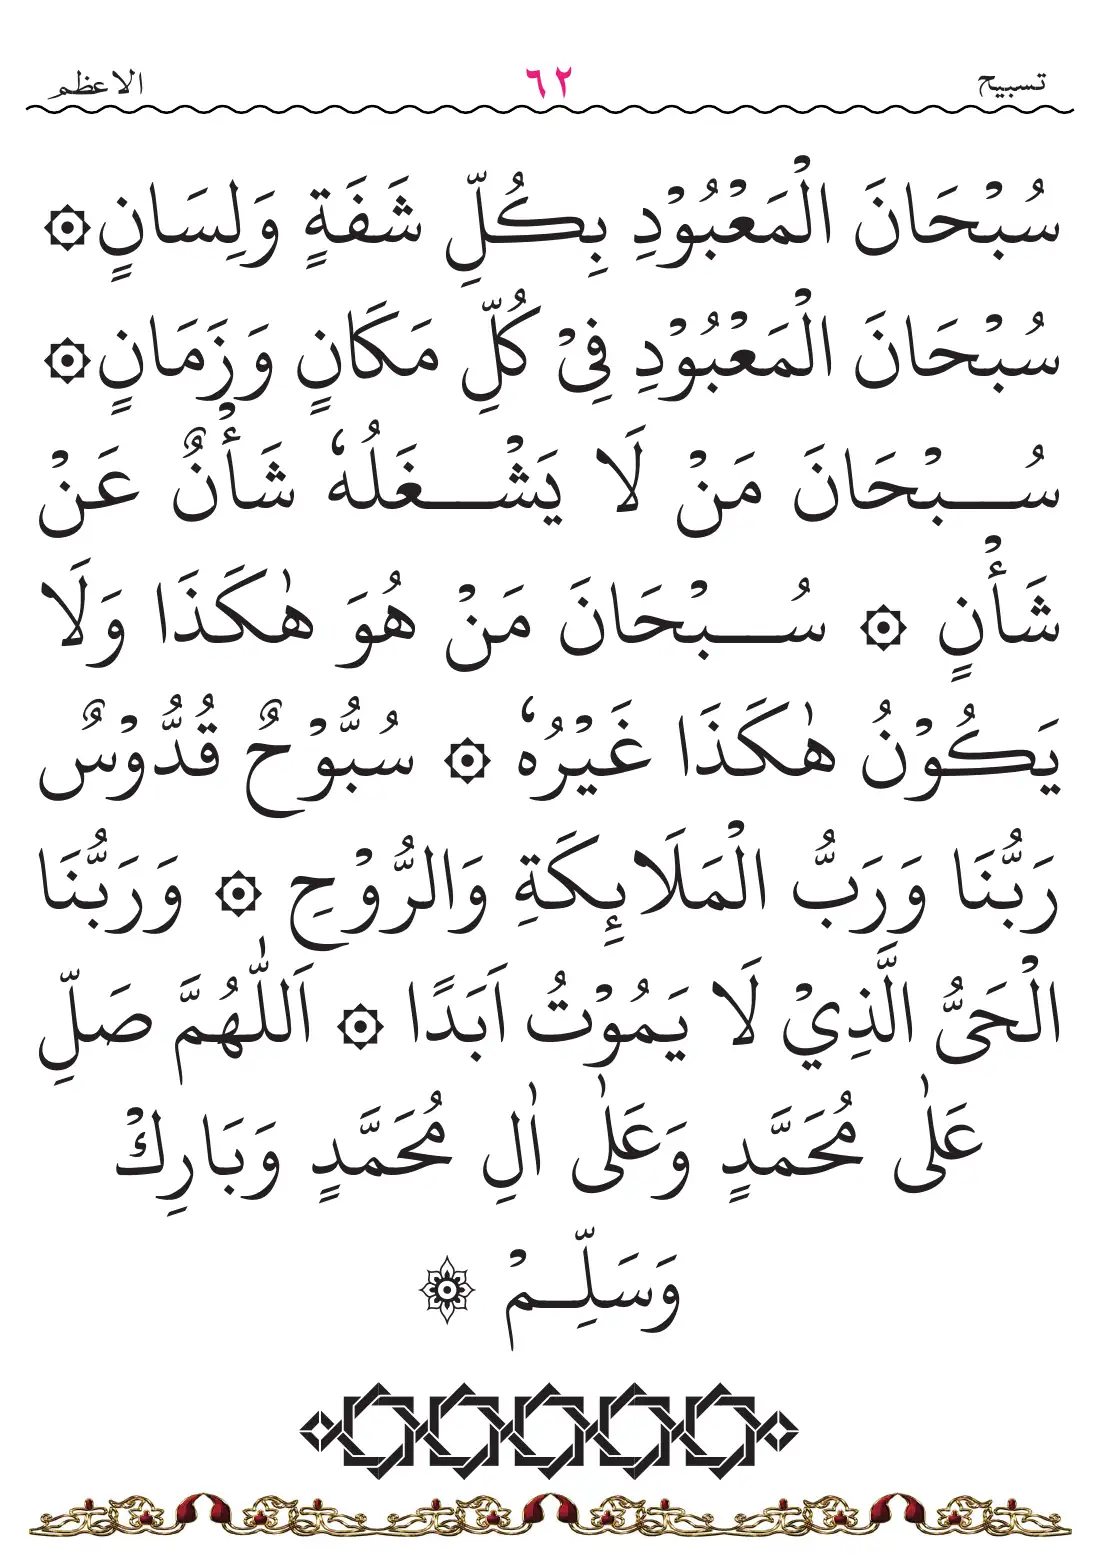 تسبيح ٦٢ الاعظم
سُبْحَانَ الْمَعْبُوْدِ بِكُلِّ شَفَةٍ وَلِسَانٍ۞
سُبْحَانَ الْمَعْبُوْدِ فِیْ كُلِّ مَكَانٍ وَزَمَانٍ۞
سُبْحَانَ مَنْ لَا يَشْغَلُهٗ شَأْنٌ عَنْ
شَأْنٍ ۞ سُبْحَانَ مَنْ هُوَ هٰكَذَا وَلَا
يَكُوْنُ هٰكَذَا غَيْرُهٗ ۞ سُبُّوْحٌ قُدُّوْسٌ
رَبُّنَا وَرَبُّ الْمَلَائِكَةِ وَالرُّوْحِ ۞ وَرَبُّنَا
الْحَیُّ الَّذِيْ لَا يَمُوْتُ اَبَدًا ۞ اَللّٰهُمَّ صَلِّ
عَلٰى مُحَمَّدٍ وَعَلٰى اٰلِ مُحَمَّدٍ وَبَارِكْ
وَسَلِّمْ